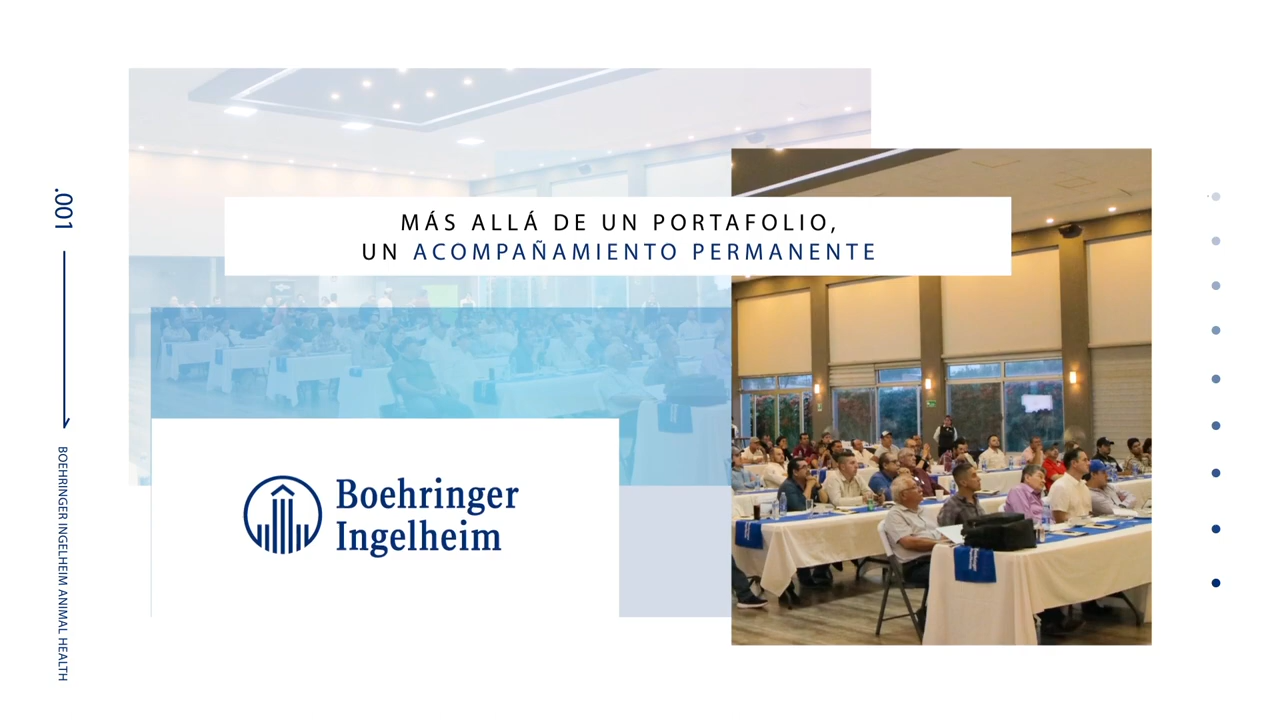 MÁS ALLÁ DE UN PORTAFOLIO,
UN ACOMPAÑAMIENTO PERMANENTE
.001
BOEHRINGER INGELHEIM ANIMAL HEALTH
Boehringer
Ingelheim